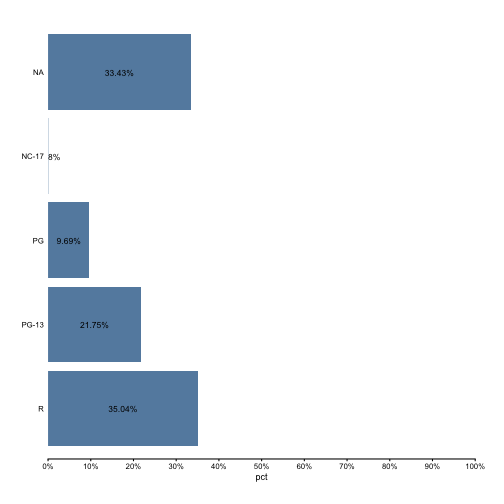 NA
33.43%
NC-17
8%
PG
9.69%
PG-13
21.75%
R
35.04%
0% 10% 20% 30% 40% 50% 60% 70% 80% 90% 100%
pct